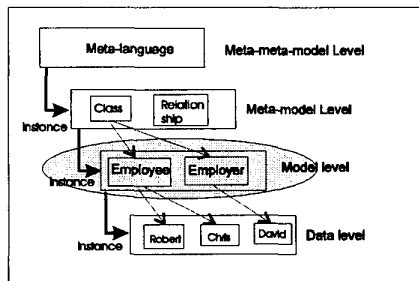 Meta-language
Meta-meta-model Level
Class
Relation
ship
Meta-model Level
Instance
Employee
Employer
Model level
Instance
Robert
Chris
David
Data level
Instance